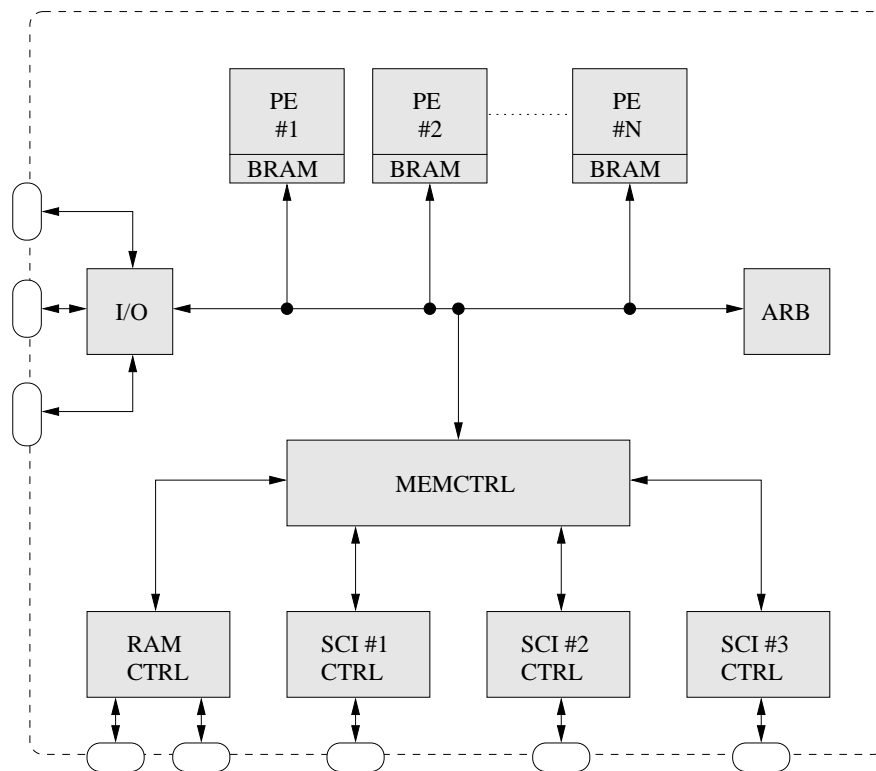 PE
#1
BRAM
PE
#2
BRAM
PE
#N
BRAM
I/O
ARB
MEMCTRL
RAM
CTRL
SCI #1
CTRL
SCI #2
CTRL
SCI #3
CTRL